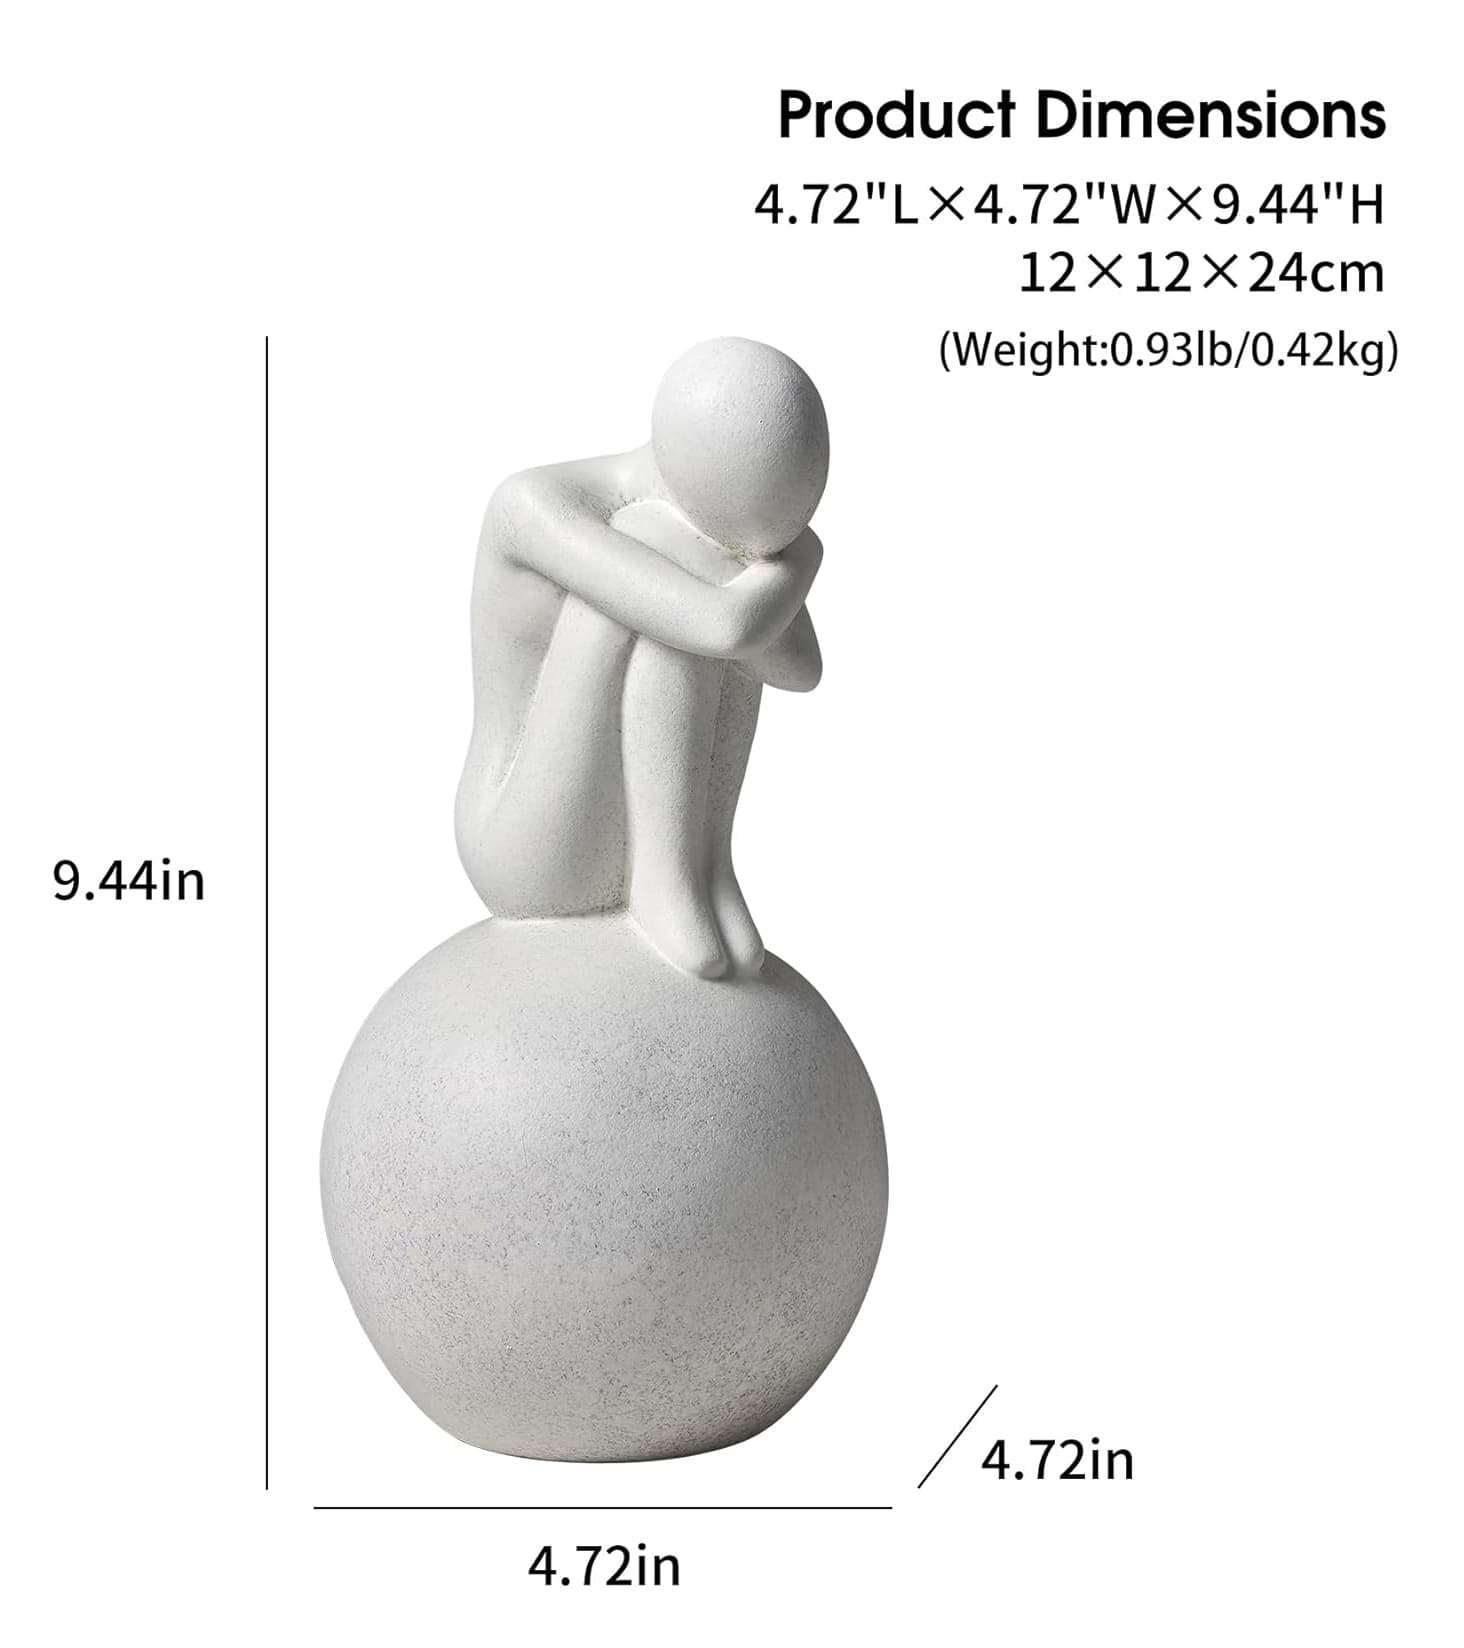 Product Dimensions
4.72"L×4.72"W×9.44"H
12×12×24cm
(Weight:0.93lb/0.42kg)
9.44in
4.72in
4.72in